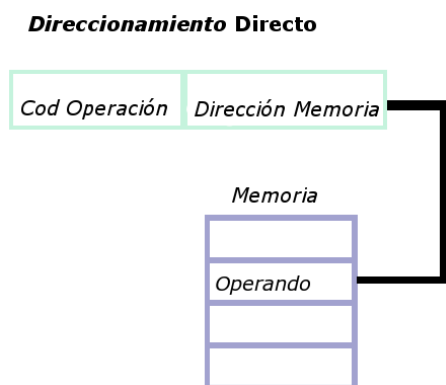 Direccionamiento Directo
Cod Operación Dirección Memoria
Memoria
Operando